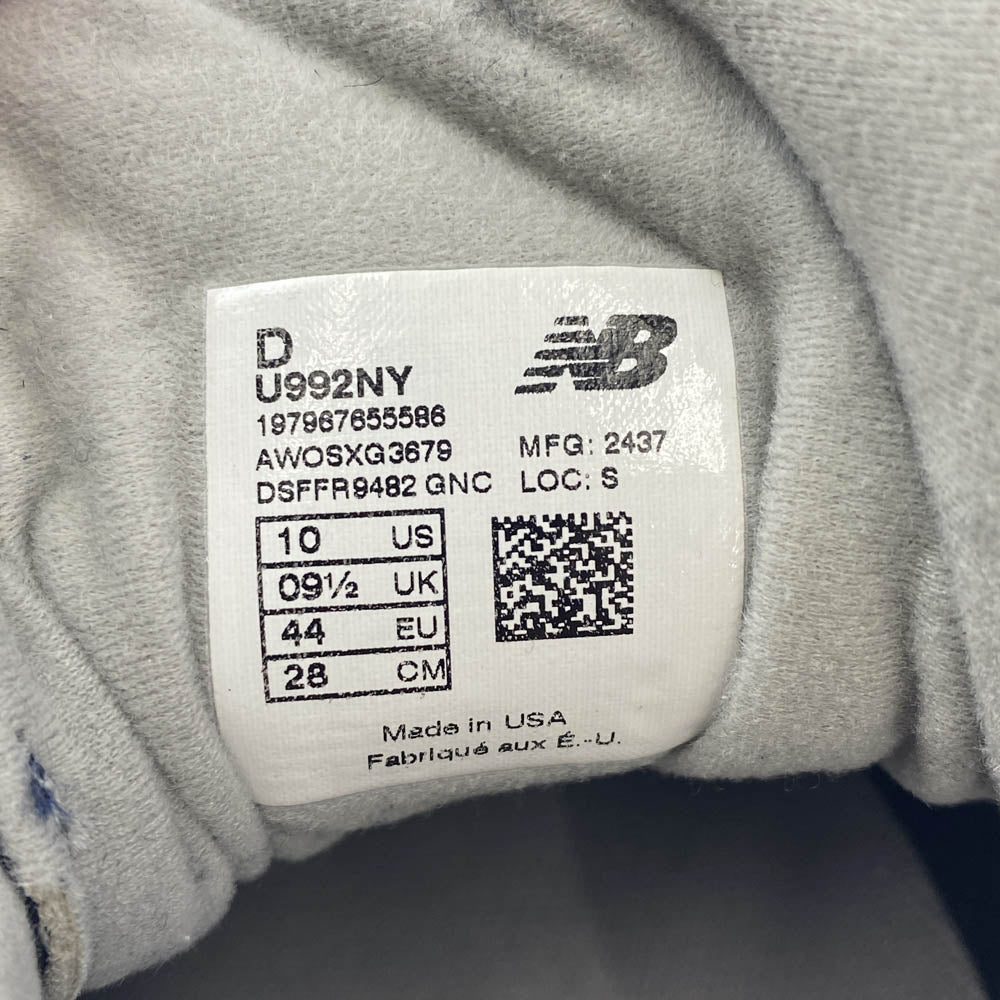 D
NB
U992NY
197967655586
AWOSXG3679
MFG: 2437
DSFFR9482 GNC
LOC: S
10 US
09½ UK
44 EU
28 CM
Made in USA
Fabriqué aux É.-U.